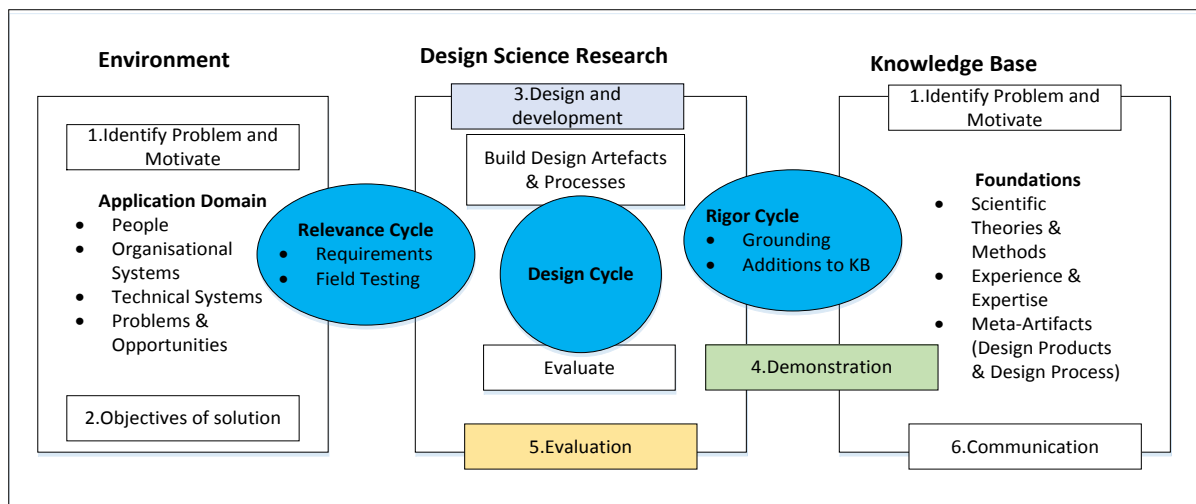 Environment
1.Identify Problem and
Motivate
Application Domain
• People
• Organisational
Systems
• Technical Systems
• Problems &
Opportunities
2.Objectives of solution
Relevance Cycle
• Requirements
• Field Testing
Design Science Research
3.Design and
development
Build Design Artefacts
& Processes
Design Cycle
Evaluate
5.Evaluation
Rigor Cycle
• Grounding
• Additions to KB
4.Demonstration
Knowledge Base
1.Identify Problem and
Motivate
Foundations
• Scientific
Theories &
Methods
• Experience &
Expertise
• Meta-Artifacts
(Design Products
& Design Process)
6.Communication